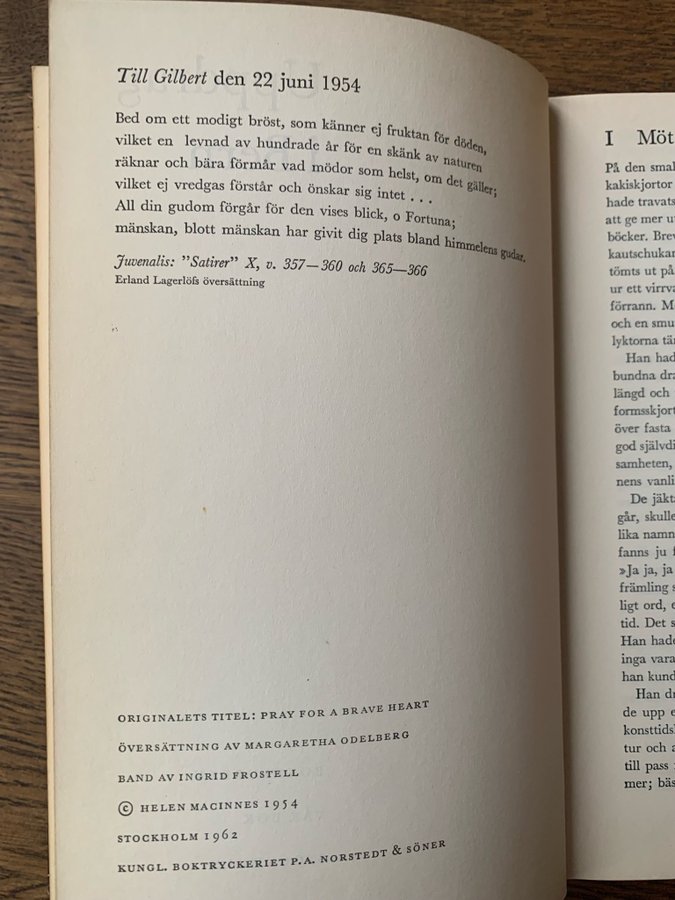 Till Gilbert den 22 juni 1954
Bed om ett modigt bröst, som känner ej fruktan för döden,
vilket en levnad av hundrade år för en skänk av naturen
räknar och bära förmår vad mödor som helst, om det gäller;
vilket ej vredgas förstår och önskar sig intet . . .
All din gudom förgår för den vises blick, o Fortuna;
mänskan, blott mänskan har givit dig plats bland himmelens gudar.
Juvenalis: ”Satirer” X, v. 357—360 och 365—366
Erland Lagerlöfs översättning
ORIGINALETS TITEL: PRAY FOR A BRAVE HEART
ÖVERSÄTTNING AV MARGARETHA ODELBERG
BAND AV INGRID FROSTELL
© HELEN MACINNES 1954
STOCKHOLM 1962
KUNGL. BOKTRYCKERIET P.A. NORSTEDT & SÖNER
I Möt
På den smal
kakiskjortor
hade travats
att ge mer u
böcker. Brev
kautschukar
tömts ut på
ur ett virrv
förrann. M
och en smu
lyktorna tä
Han had
bundna dra
längd och
formsskjort
över fasta
god självdi
samheten,
nens vanli
De jäkt
går, skulle
lika namn
fanns ju
»Ja ja, ja
främling s
ligt ord, e
tid. Det s
Han hade
inga vara
han kund
Han dr
de upp e
konsttids
tur och a
till pass
mer; bäs